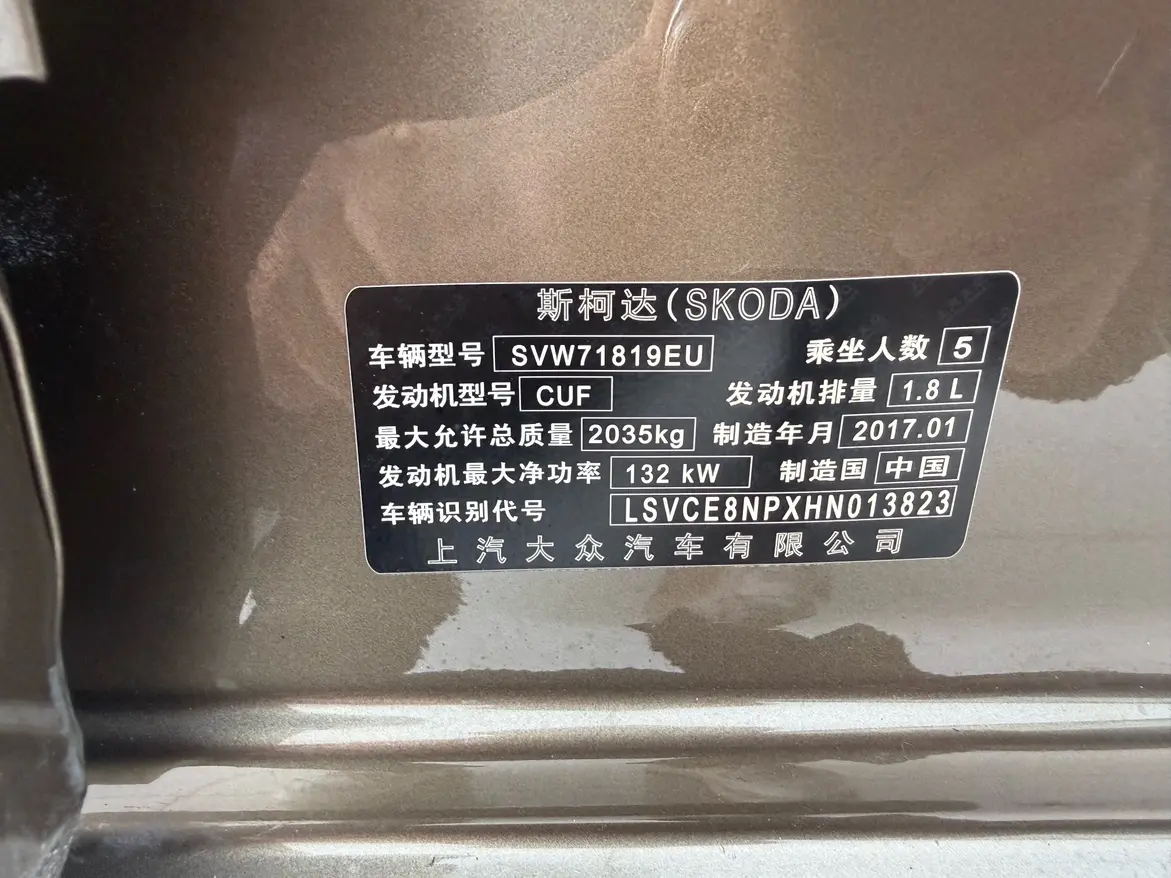 斯柯达(SKODA)
车辆型号 SVW71819EU 乘坐人数 5
发动机型号 CUF 发动机排量 1.8 L
最大允许总质量 2035kg 制造年月 2017.01
发动机最大净功率 132 kW 制造国 中国
车辆识别代号 LSVCE8NPXHN013823
上汽大众汽车有限公司